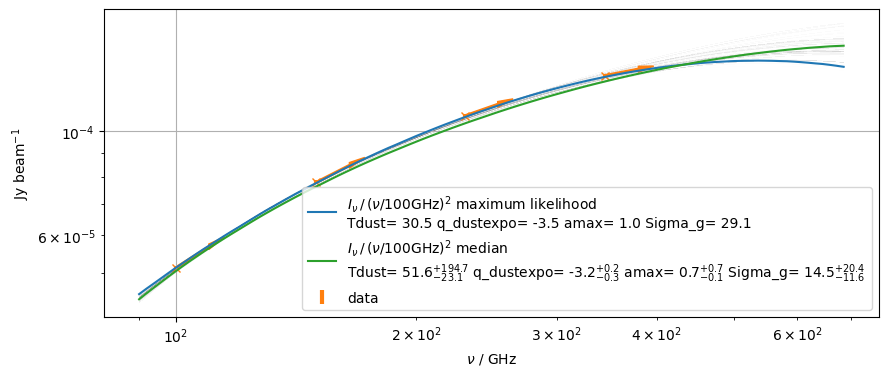 Jy beam⁻¹
10⁻⁴
6 × 10⁻⁵
I_ν / (ν/100GHz)² maximum likelihood
Tdust= 30.5 q_dustexpo= -3.5 amax= 1.0 Sigma_g= 29.1
I_ν / (ν/100GHz)² median
Tdust= 51.6^{+194.7}_{−23.1} q_dustexpo= -3.2^{+0.2}_{−0.3} amax= 0.7^{+0.7}_{−0.1} Sigma_g= 14.5^{+20.4}_{−11.6}
data
10² 2 × 10² 3 × 10² 4 × 10² 6 × 10²
ν / GHz